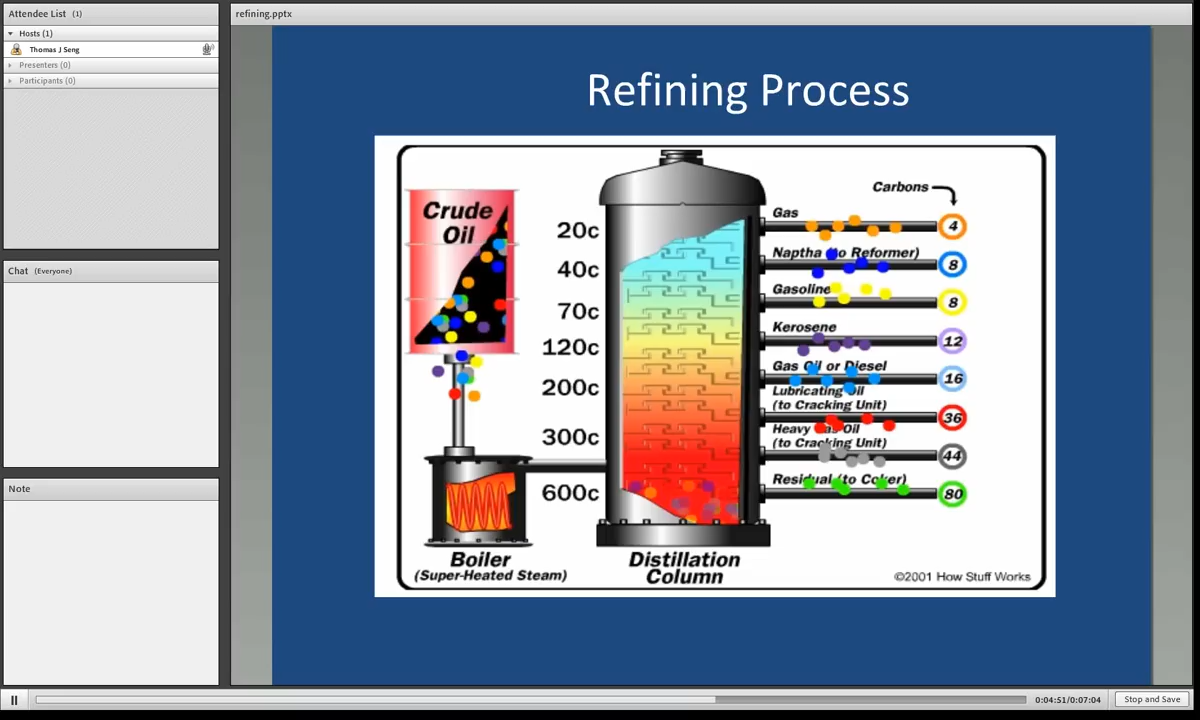 Attendee List (1)
Hosts (1)
Thomas J Seng
Presenters (0)
Participants (0)
Chat (Everyone)
Note
refining.pptx
Refining Process
Crude
Oil
20c
40c
70c
120c
200c
300c
600c
Boiler
(Super-Heated Steam)
Distillation
Column
Carbons
Gas
4
Naptha (to Reformer)
8
Gasoline
8
Kerosene
12
Gas Oil or Diesel
16
Lubricating Oil
(to Cracking Unit)
36
Heavy Gas Oil
(to Cracking Unit)
44
Residual (to Coker)
80
©2001 How Stuff Works
0:04:51/0:07:04
Stop and Save